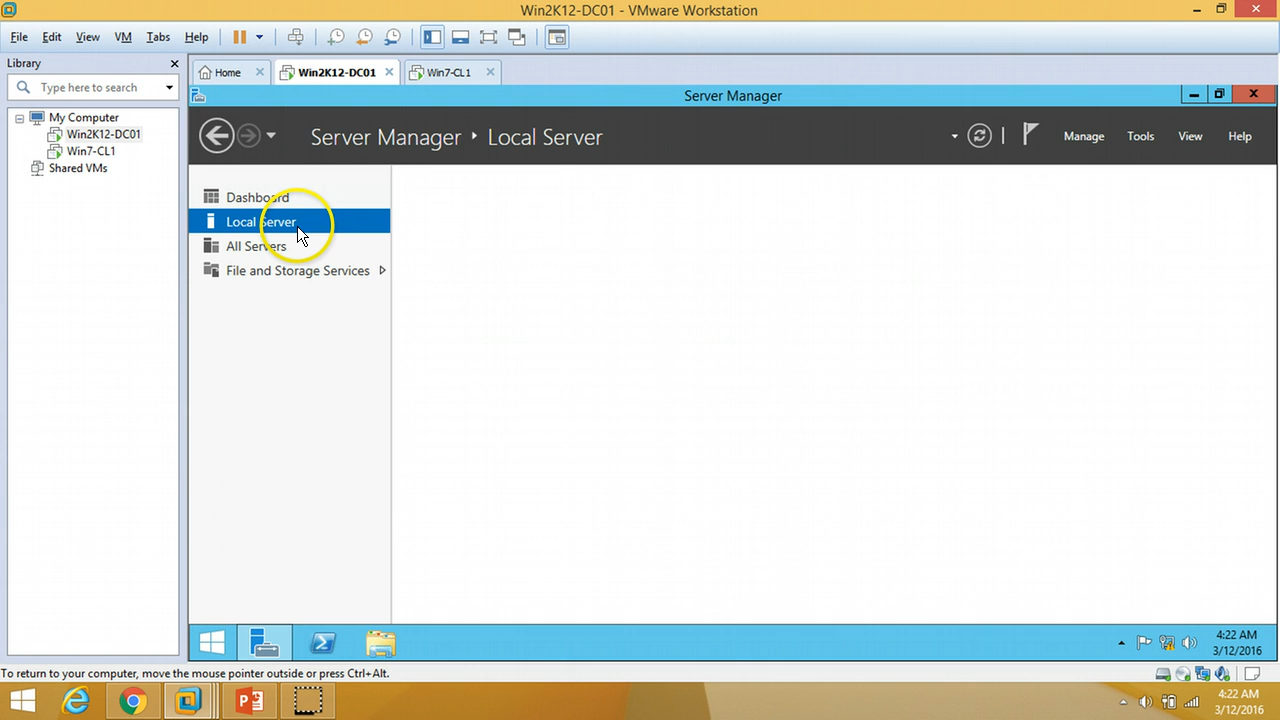 Win2K12-DC01 - VMware Workstation
File Edit View VM Tabs Help
Library
Type here to search
My Computer
Win2K12-DC01
Win7-CL1
Shared VMs
Home Win2K12-DC01 Win7-CL1
Server Manager
Server Manager Local Server
Manage Tools View Help
Dashboard
Local Server
All Servers
File and Storage Services
4:22 AM
3/12/2016
To return to your computer, move the mouse pointer outside or press Ctrl+Alt.
4:22 AM
3/12/2016